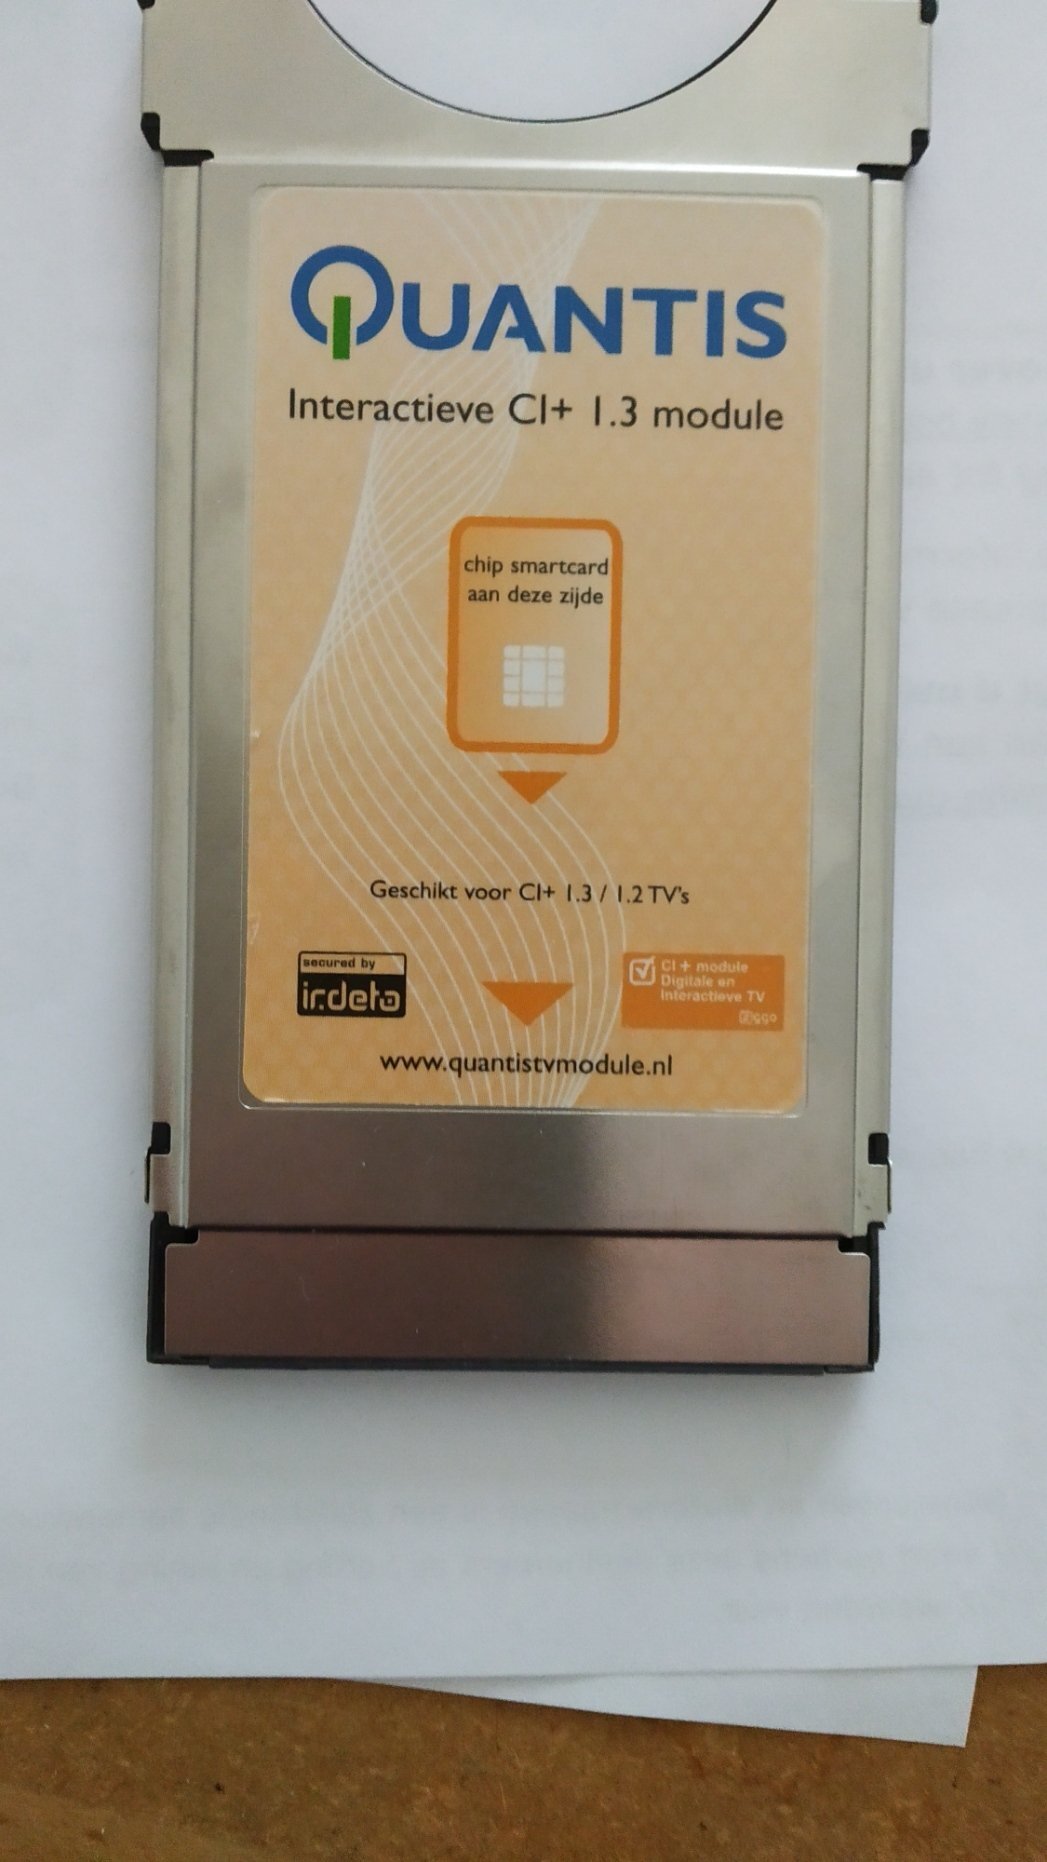 QUANTIS
Interactieve CI+ 1.3 module
chip smartcard
aan deze zijde
Geschikt voor CI+ 1.3 / 1.2 TV's
secured by
irdeto
CI + module
Digitale en
Interactieve TV
www.quantistvmodule.nl